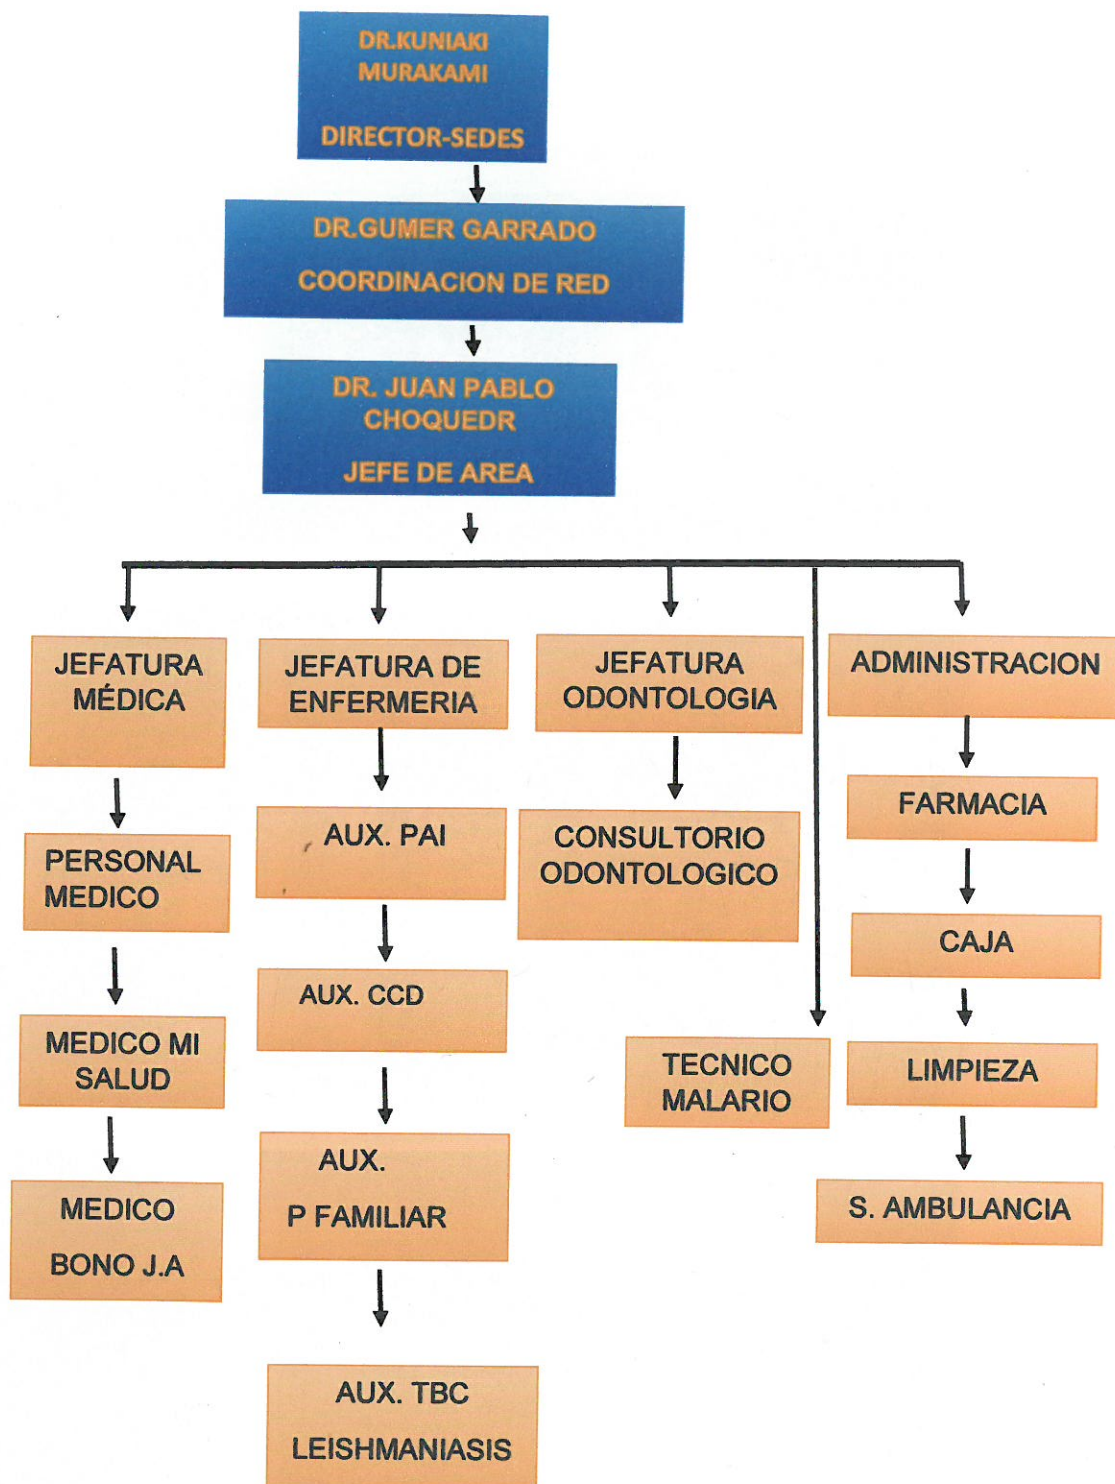 DR.KUNIAKI
MURAKAMI
DIRECTOR-SEDES
DR.GUMER GARRADO
COORDINACION DE RED
DR. JUAN PABLO
CHOQUEDR
JEFE DE AREA
JEFATURA
MÉDICA
PERSONAL
MEDICO
MEDICO MI
SALUD
MEDICO
BONO J.A
JEFATURA DE
ENFERMERIA
AUX. PAI
AUX. CCD
AUX.
P FAMILIAR
AUX. TBC
LEISHMANIASIS
JEFATURA
ODONTOLOGIA
CONSULTORIO
ODONTOLOGICO
TECNICO
MALARIO
ADMINISTRACION
FARMACIA
CAJA
LIMPIEZA
S. AMBULANCIA